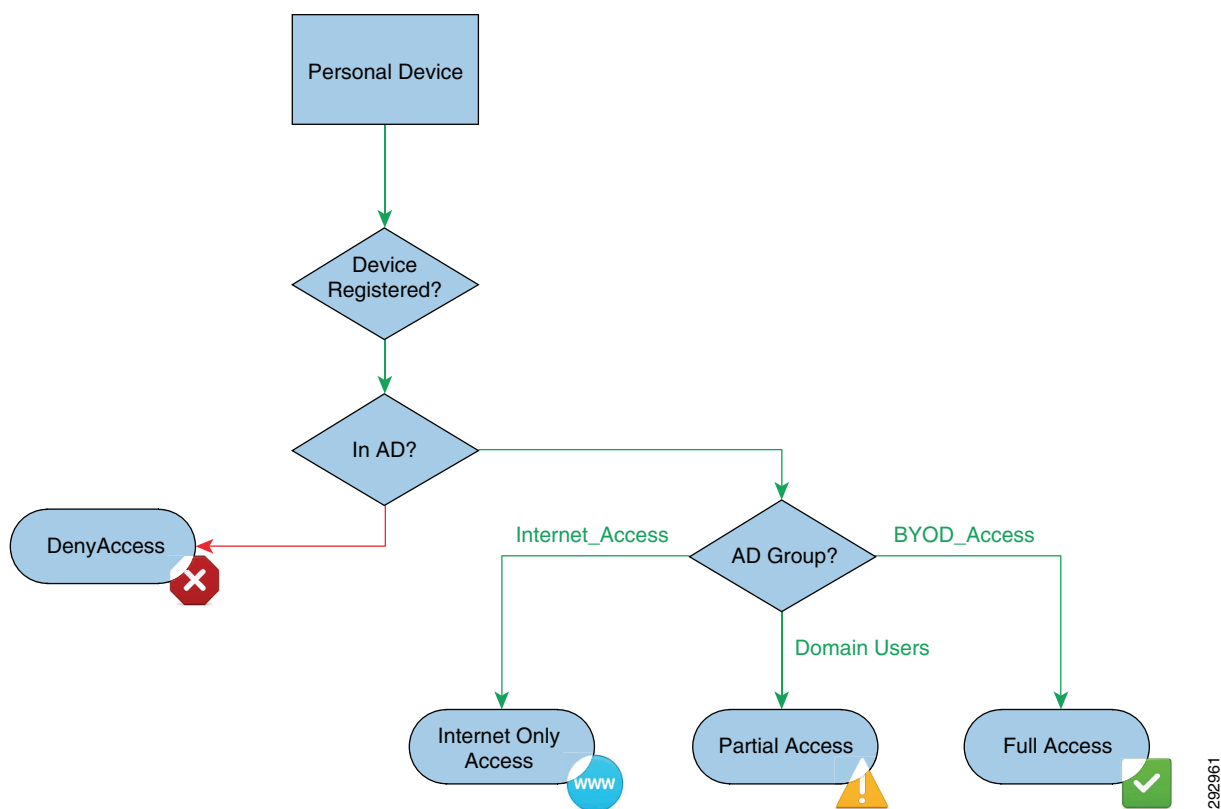 Personal Device
Device
Registered?
In AD?
DenyAccess
Internet_Access
AD Group?
BYOD_Access
Domain Users
Internet Only
Access
www
Partial Access
Full Access
292961